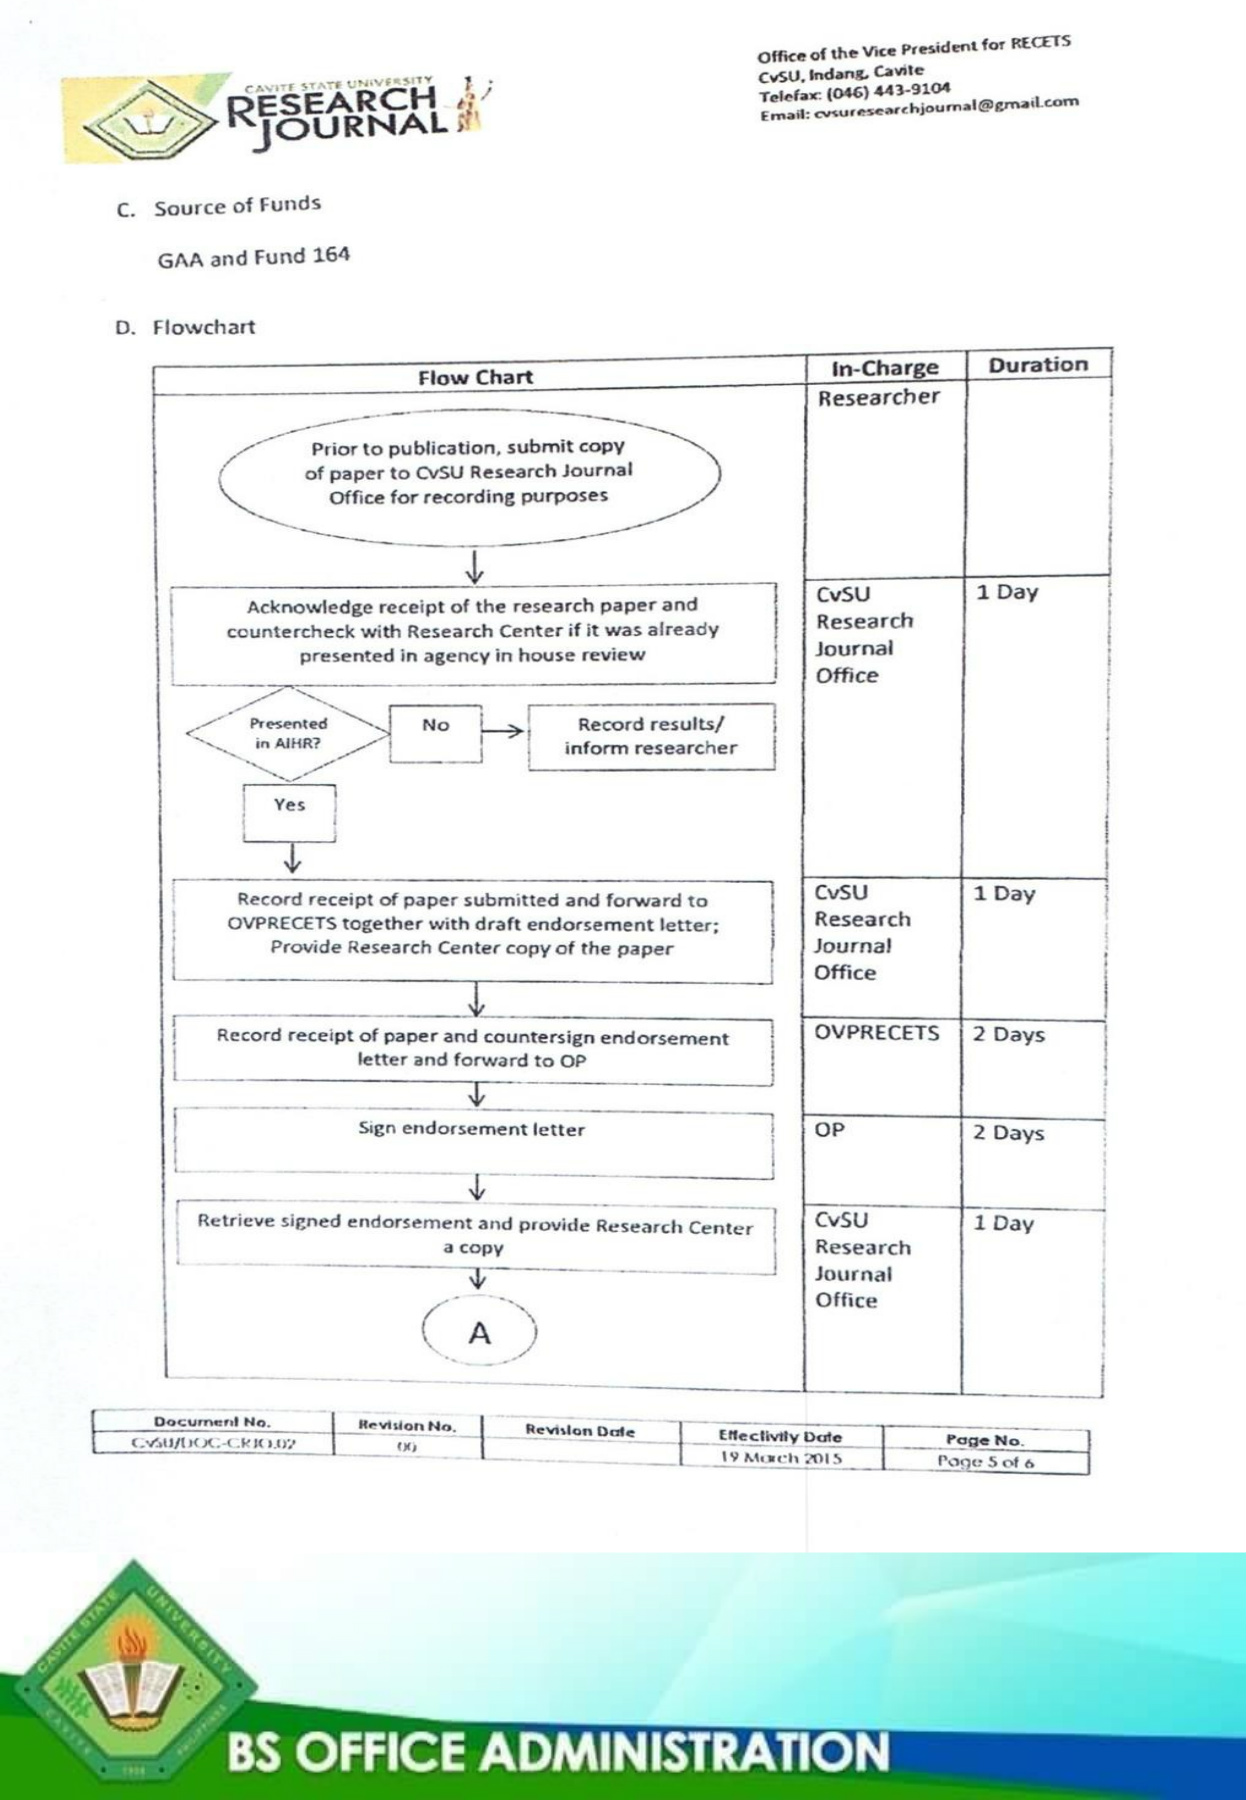 CAVITE STATE UNIVERSITY
RESEARCH
JOURNAL
Office of the Vice President for RECETS
CvSU, Indang, Cavite
Telefax: (046) 443-9104
Email: cvsuresearchjournal@gmail.com
C. Source of Funds
GAA and Fund 164
D. Flowchart
Flow Chart
In-Charge
Duration
Prior to publication, submit copy
of paper to CvSU Research Journal
Office for recording purposes
Researcher
Acknowledge receipt of the research paper and
countercheck with Research Center if it was already
presented in agency in house review
CvSU
Research
Journal
Office
1 Day
Presented
in AIHR?
No
Record results/
inform researcher
Yes
Record receipt of paper submitted and forward to
OVPRECETS together with draft endorsement letter;
Provide Research Center copy of the paper
CvSU
Research
Journal
Office
1 Day
Record receipt of paper and countersign endorsement
letter and forward to OP
OVPRECETS
2 Days
Sign endorsement letter
OP
2 Days
Retrieve signed endorsement and provide Research Center
a copy
CvSU
Research
Journal
Office
1 Day
A
Document No.
Revision No.
Revision Date
Effectivity Date
Page No.
CvSU/DOC-CRJO.02
00
19 March 2015
Page 5 of 6
CAVITE STATE UNIVERSITY
CAVITE PHILIPPINES
BS OFFICE ADMINISTRATION